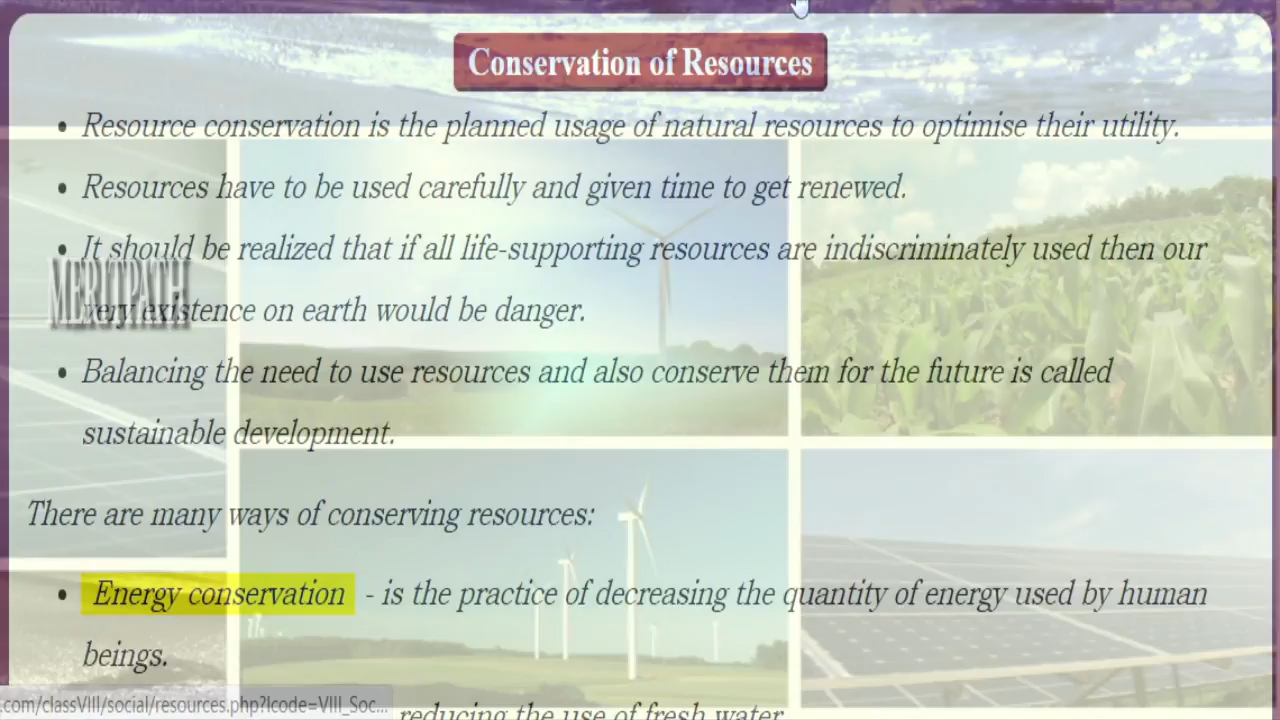 Conservation of Resources
• Resource conservation is the planned usage of natural resources to optimise their utility.
• Resources have to be used carefully and given time to get renewed.
• It should be realized that if all life-supporting resources are indiscriminately used then our
very existence on earth would be danger.
MERITPATH
• Balancing the need to use resources and also conserve them for the future is called
sustainable development.
There are many ways of conserving resources:
• Energy conservation - is the practice of decreasing the quantity of energy used by human
beings.
.com/classVIII/social/resources.php?lcode=VIII_Soc...
reducing the use of fresh water